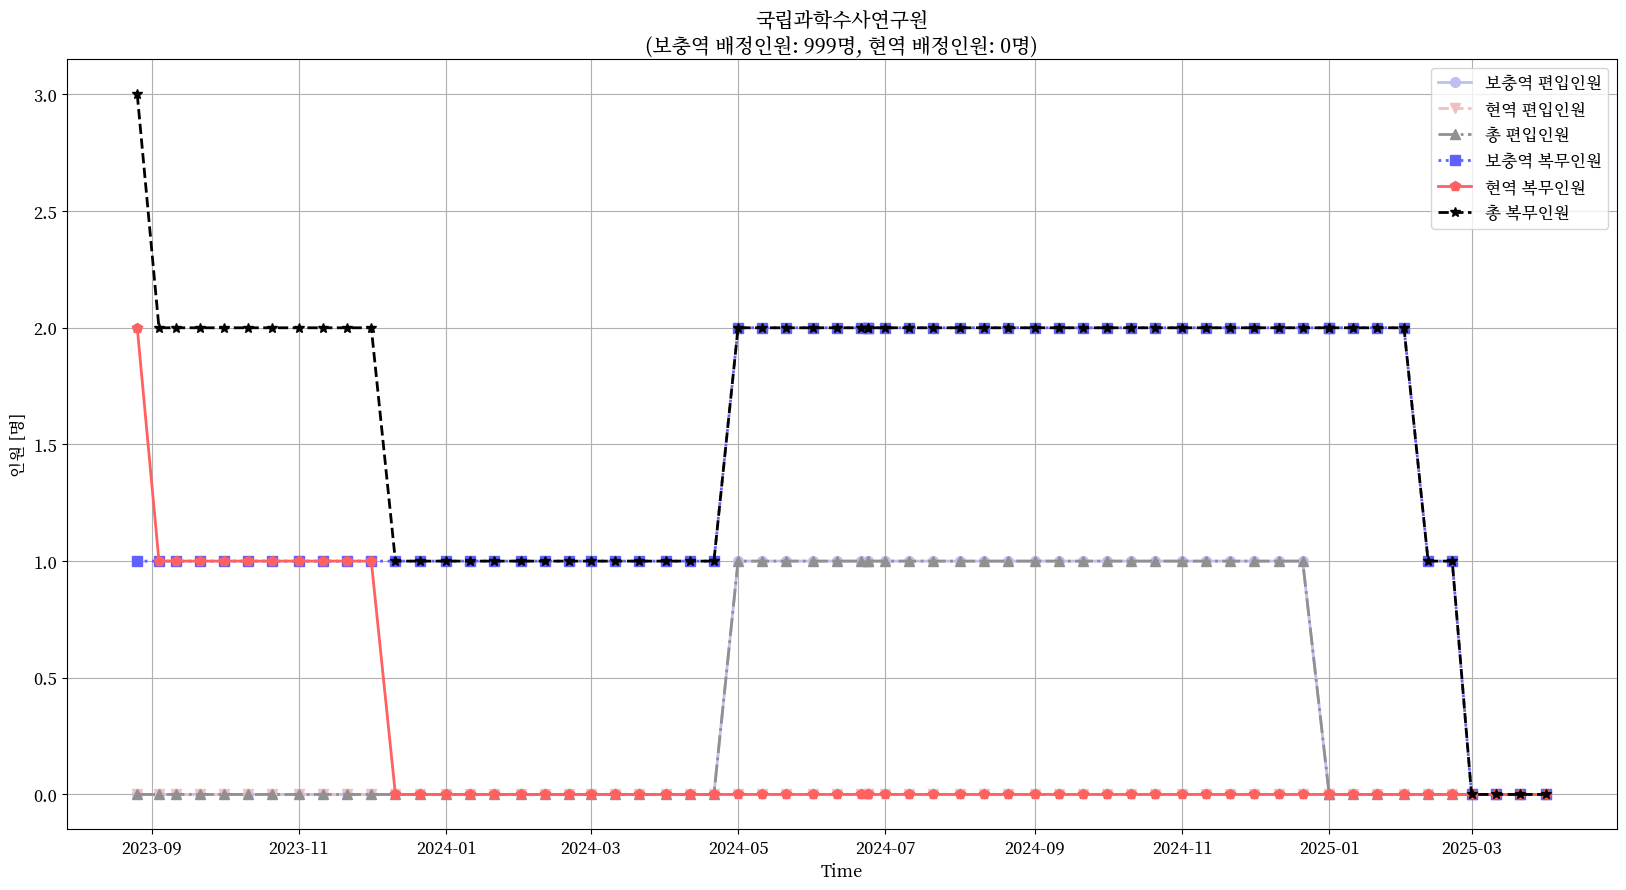 국립과학수사연구원
(보충역 배정인원: 999명, 현역 배정인원: 0명)
보충역 편입인원
현역 편입인원
총 편입인원
보충역 복무인원
현역 복무인원
총 복무인원
인원 [명]
3.0
2.5
2.0
1.5
1.0
0.5
0.0
2023-09
2023-11
2024-01
2024-03
2024-05
2024-07
2024-09
2024-11
2025-01
2025-03
Time